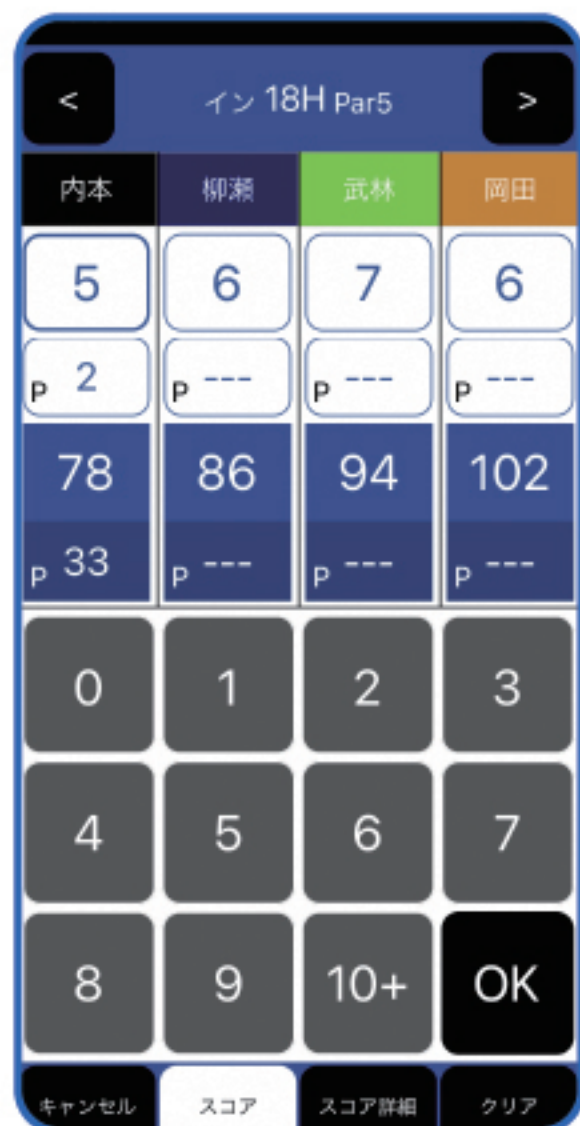 < イン 18H Par5 >
内本 柳瀬 武林 岡田
5 6 7 6
P 2 P --- P --- P ---
78 86 94 102
P 33 P --- P --- P ---
0 1 2 3
4 5 6 7
8 9 10+ OK
キャンセル スコア スコア詳細 クリア